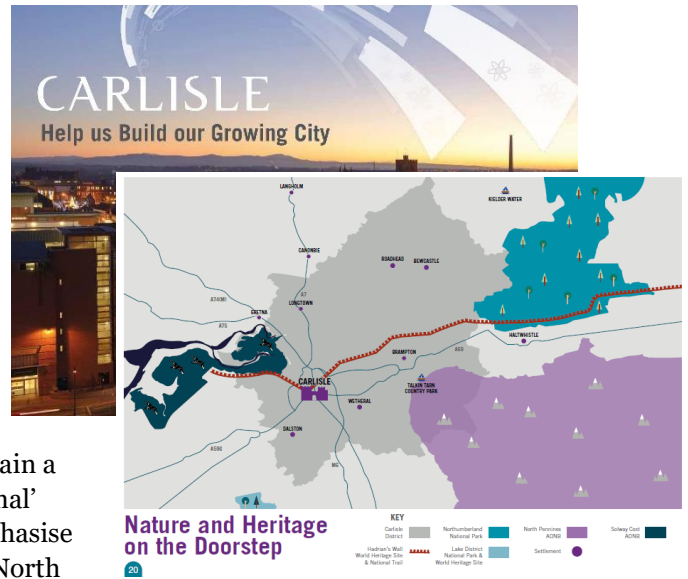 CARLISLE
Help us Build our Growing City
LANGHOLM
KIELDER WATER
CANONBIE
ROADHEAD
BEWCASTLE
A74(M)
A7
LONGTOWN
GRETNA
A75
HALTWHISTLE
BRAMPTON
A69
CARLISLE
TALKIN TARN
COUNTRY PARK
WETHERAL
DALSTON
A595
M6
ain a
nal’
phasise
North
Nature and Heritage
on the Doorstep
20
KEY
Carlisle
District
Northumberland
National Park
North Pennines
AONB
Solway Cost
AONB
Hadrian's Wall
World Heritage Site
& National Trail
Lake District
National Park &
World Heritage Site
Settlement